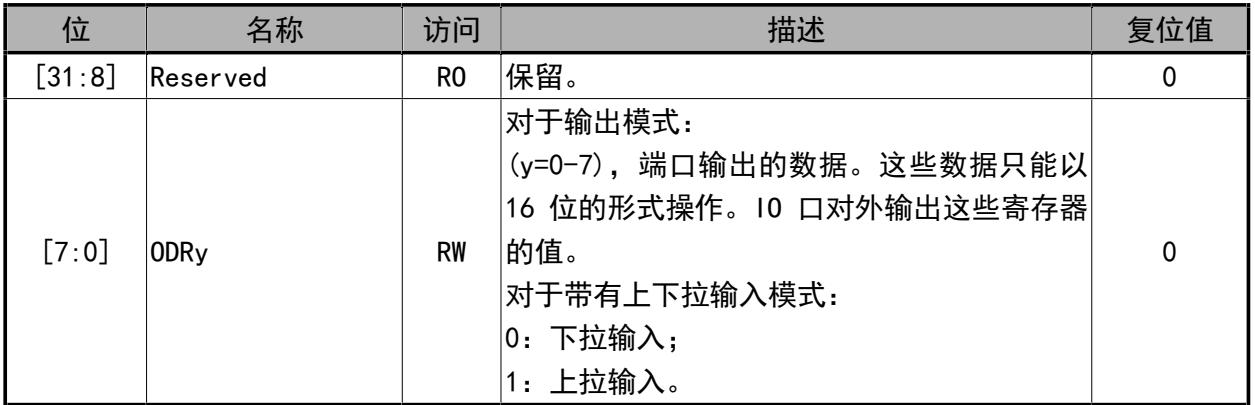 位 名称 访问 描述 复位值
[31:8] Reserved RO 保留。 0
对于输出模式：
(y=0-7)，端口输出的数据。这些数据只能以
16 位的形式操作。IO 口对外输出这些寄存器
[7:0] ODRy RW 的值。 0
对于带有上下拉输入模式：
0：下拉输入；
1：上拉输入。